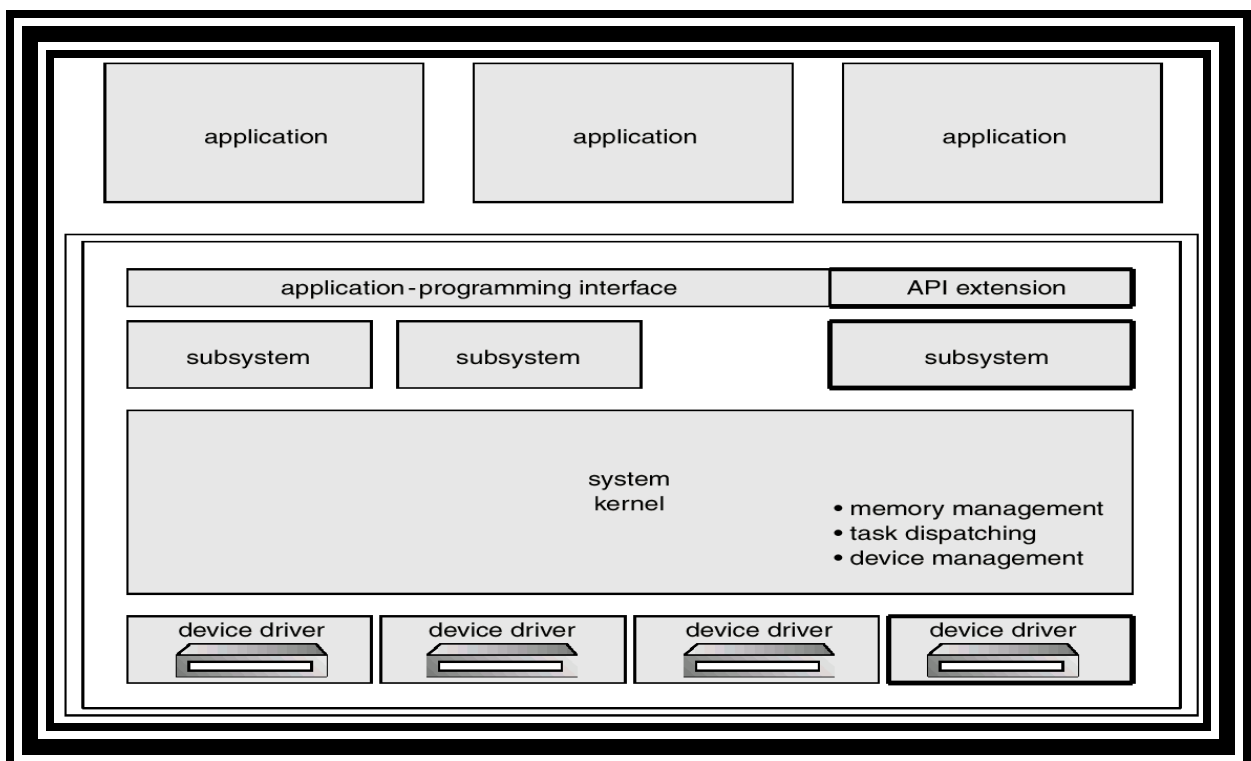 application
application
application
application-programming interface
API extension
subsystem
subsystem
subsystem
system
kernel
• memory management
• task dispatching
• device management
device driver
device driver
device driver
device driver